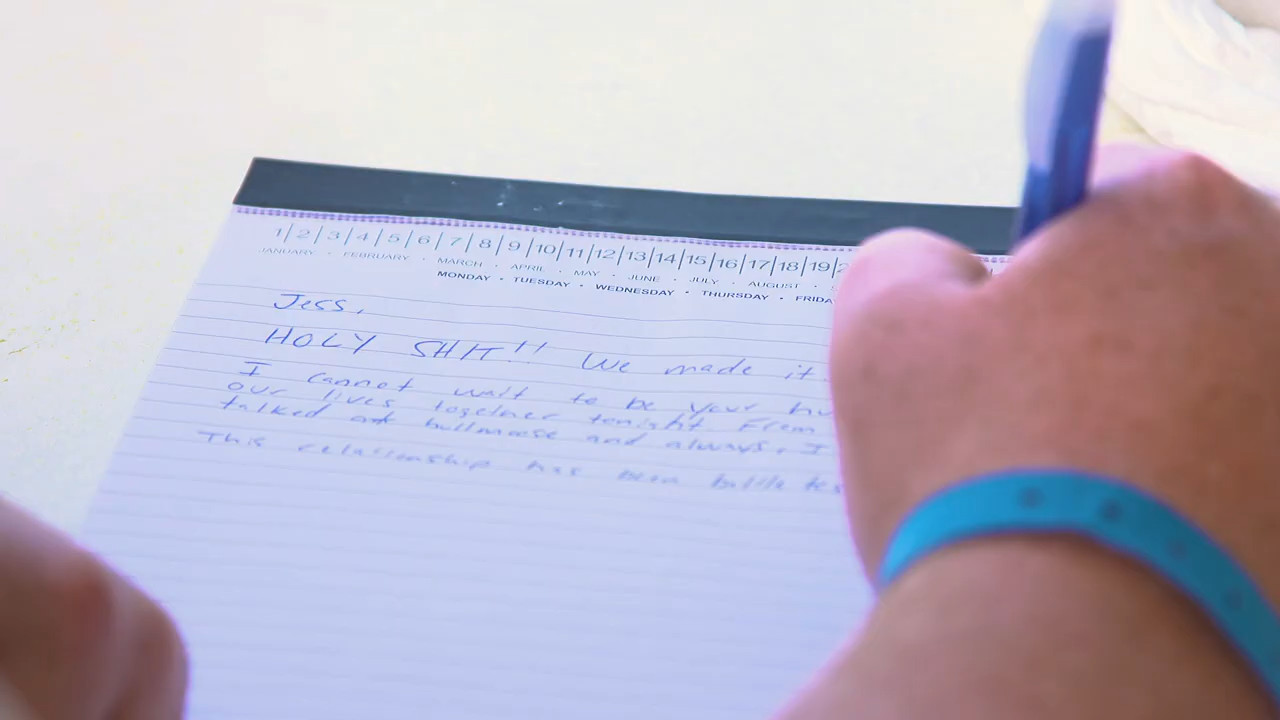 1|2|3|4|5|6|7|8|9|10|11|12|13|14|15|16|17|18|19|
JANUARY · FEBRUARY · MARCH · APRIL · MAY · JUNE · JULY · AUGUST ·
MONDAY · TUESDAY · WEDNESDAY · THURSDAY ·
Jess,
HOLY SHIT!! We made it
I cannot wait to be your
our lives together tonight From
talked at bullmoose and always. I
This relationship has been battle